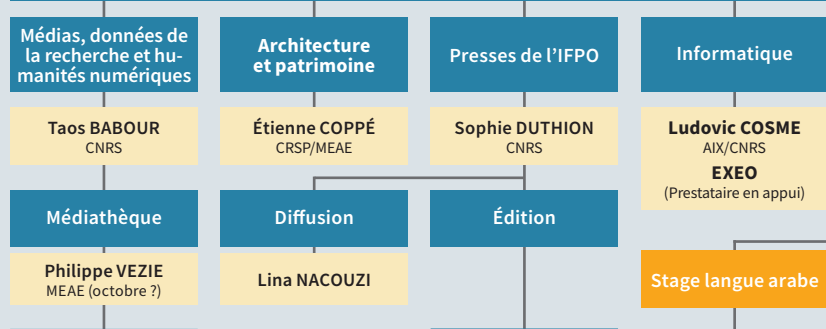 Médias, données de
la recherche et hu-
manités numériques
Taos BABOUR
CNRS
Médiathèque
Philippe VEZIE
MEAE (octobre ?)
Architecture
et patrimoine
Étienne COPPÉ
CRSP/MEAE
Presses de l’IFPO
Sophie DUTHION
CNRS
Diffusion
Lina NACOUZI
Édition
Informatique
Ludovic COSME
AIX/CNRS
EXEO
(Prestataire en appui)
Stage langue arabe